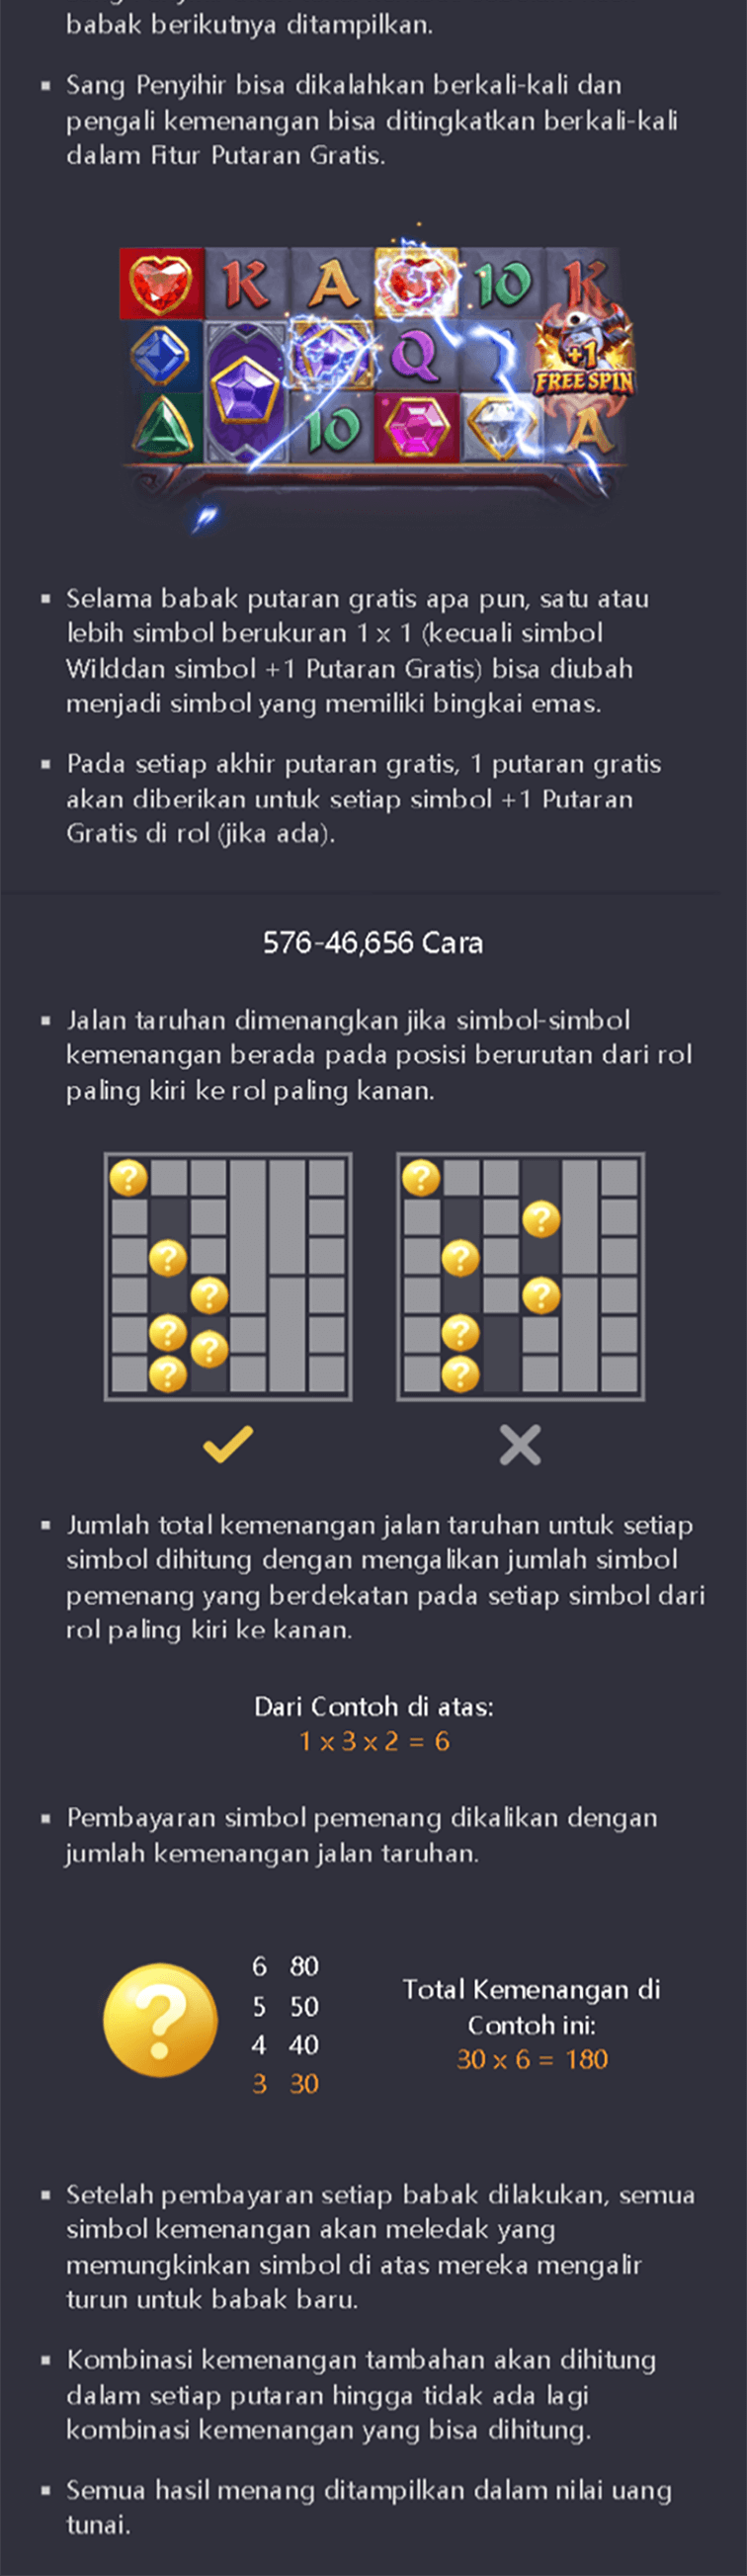 babak berikutnya ditampilkan.
▪ Sang Penyihir bisa dikalahkan berkali-kali dan
pengali kemenangan bisa ditingkatkan berkali-kali
dalam Fitur Putaran Gratis.
K A 10 K
Q
+1
FREE SPIN
10 A
▪ Selama babak putaran gratis apa pun, satu atau
lebih simbol berukuran 1 x 1 (kecuali simbol
Wilddan simbol +1 Putaran Gratis) bisa diubah
menjadi simbol yang memiliki bingkai emas.
▪ Pada setiap akhir putaran gratis, 1 putaran gratis
akan diberikan untuk setiap simbol +1 Putaran
Gratis di rol (jika ada).
576-46,656 Cara
▪ Jalan taruhan dimenangkan jika simbol-simbol
kemenangan berada pada posisi berurutan dari rol
paling kiri ke rol paling kanan.
? ?
?
? ?
? ?
? ?
?
? ?
▪ Jumlah total kemenangan jalan taruhan untuk setiap
simbol dihitung dengan mengalikan jumlah simbol
pemenang yang berdekatan pada setiap simbol dari
rol paling kiri ke kanan.
Dari Contoh di atas:
1 x 3 x 2 = 6
▪ Pembayaran simbol pemenang dikalikan dengan
jumlah kemenangan jalan taruhan.
?
6 80
5 50
4 40
3 30
Total Kemenangan di
Contoh ini:
30 x 6 = 180
▪ Setelah pembayaran setiap babak dilakukan, semua
simbol kemenangan akan meledak yang
memungkinkan simbol di atas mereka mengalir
turun untuk babak baru.
▪ Kombinasi kemenangan tambahan akan dihitung
dalam setiap putaran hingga tidak ada lagi
kombinasi kemenangan yang bisa dihitung.
▪ Semua hasil menang ditampilkan dalam nilai uang
tunai.